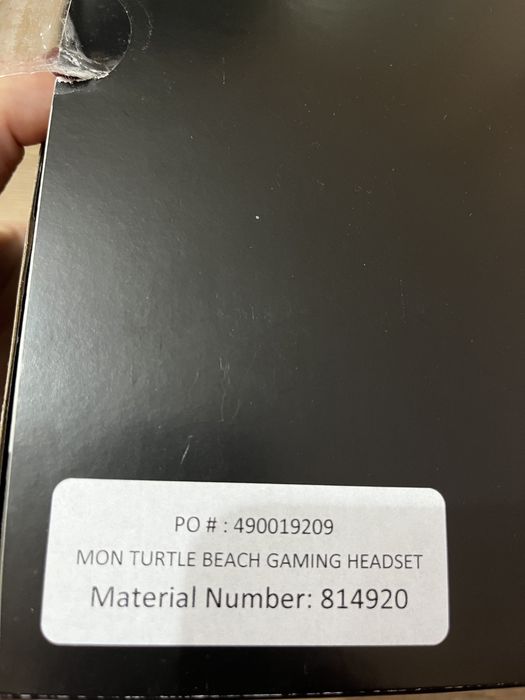 PO # : 490019209
MON TURTLE BEACH GAMING HEADSET
Material Number: 814920